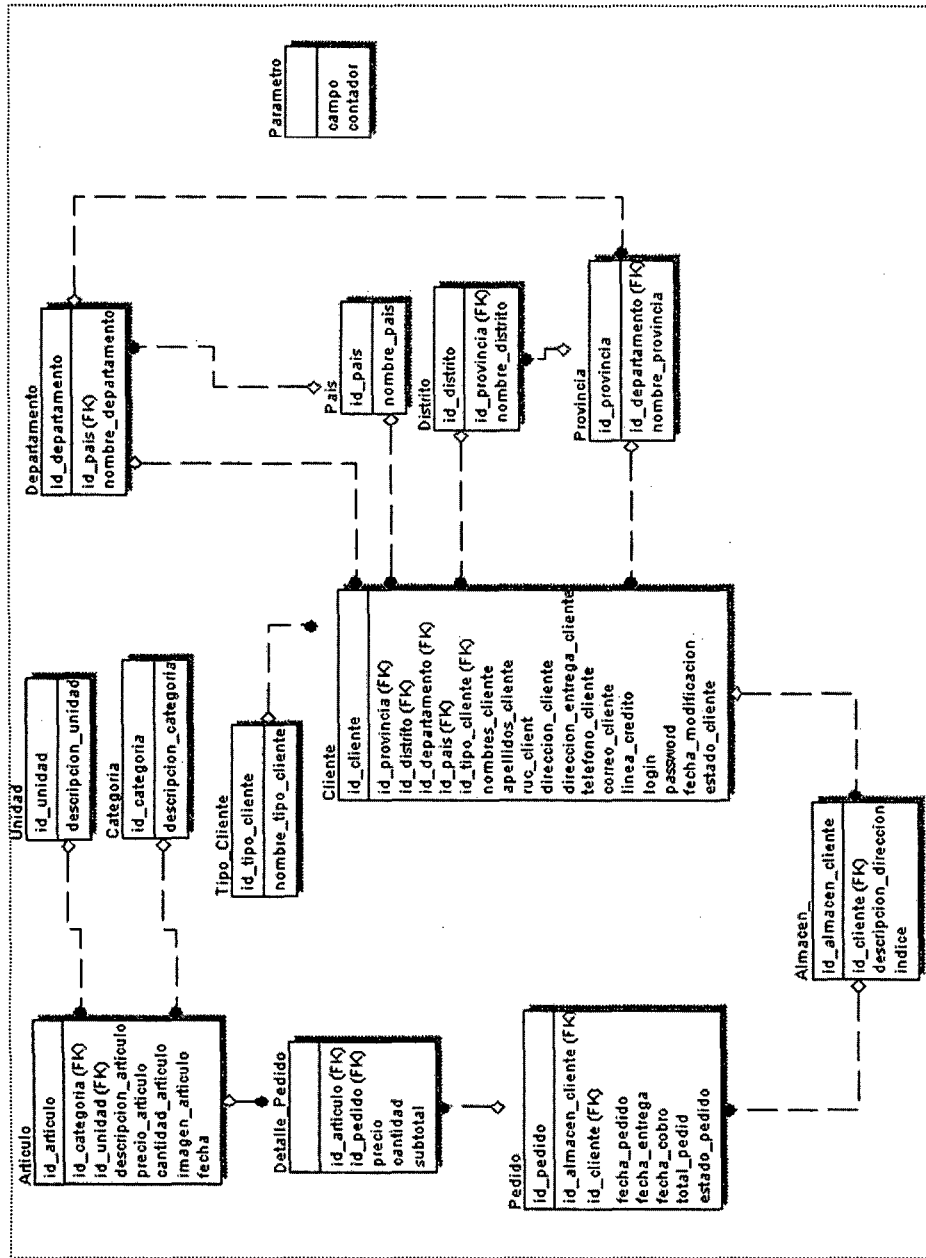 Articulo
id_articulo
id_categoria (FK)
id_unidad (FK)
descripcion_articulo
precio_articulo
cantidad_articulo
imagen_articulo
fecha
Unidad
id_unidad
descripcion_unidad
Categoria
id_categoria
descripcion_categoria
Departamento
id_departamento
id_pais (FK)
nombre_departamento
Detalle_Pedido
id_articulo (FK)
id_pedido (FK)
precio
cantidad
subtotal
Tipo_Cliente
id_tipo_cliente
nombre_tipo_cliente
Pais
id_pais
nombre_pais
Parametro
campo
contador
Cliente
id_cliente
id_provincia (FK)
id_distrito (FK)
id_departamento (FK)
id_pais (FK)
id_tipo_cliente (FK)
nombres_cliente
apellidos_cliente
ruc_client
direccion_cliente
direccion_entrega_cliente
telefono_cliente
correo_cliente
linea_credito
login
password
fecha_modificacion
estado_cliente
Distrito
id_distrito
id_provincia (FK)
nombre_distrito
Pedido
id_pedido
id_almacen_cliente (FK)
id_cliente (FK)
fecha_pedido
fecha_entrega
fecha_cobro
total_pedid
estado_pedido
Provincia
id_provincia
id_departamento (FK)
nombre_provincia
Almacen_
id_almacen_cliente
id_cliente (FK)
descripcion_direccion
indice